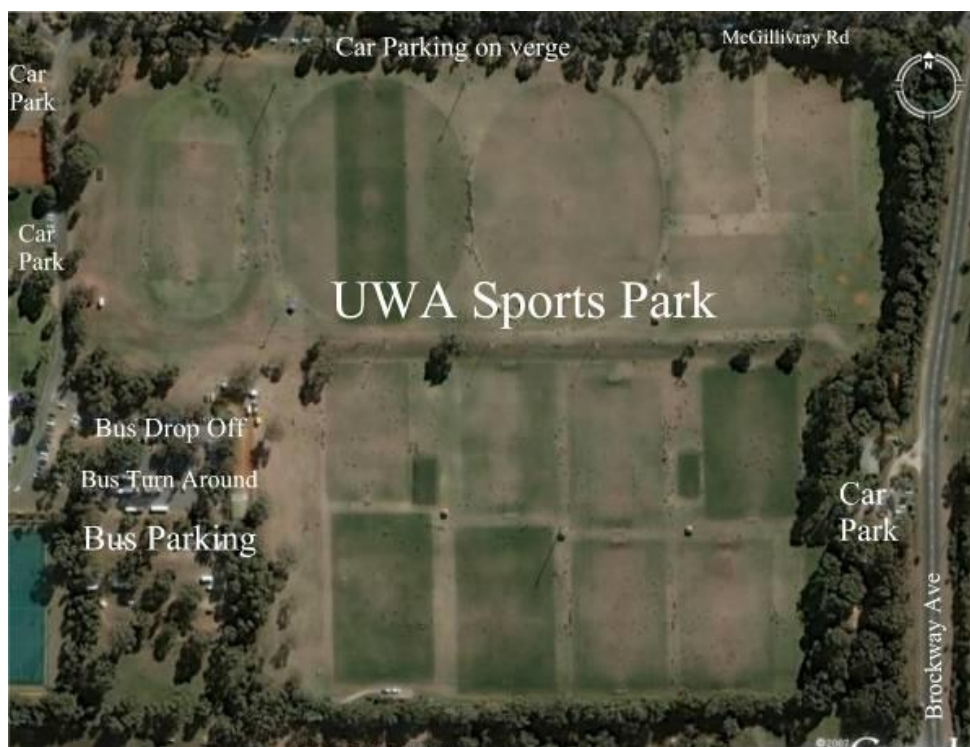 Car Parking on verge
McGillivray Rd
Car
Park
N
Car
Park
UWA Sports Park
Bus Drop Off
Bus Turn Around
Bus Parking
Car
Park
Brockway Ave
©2007